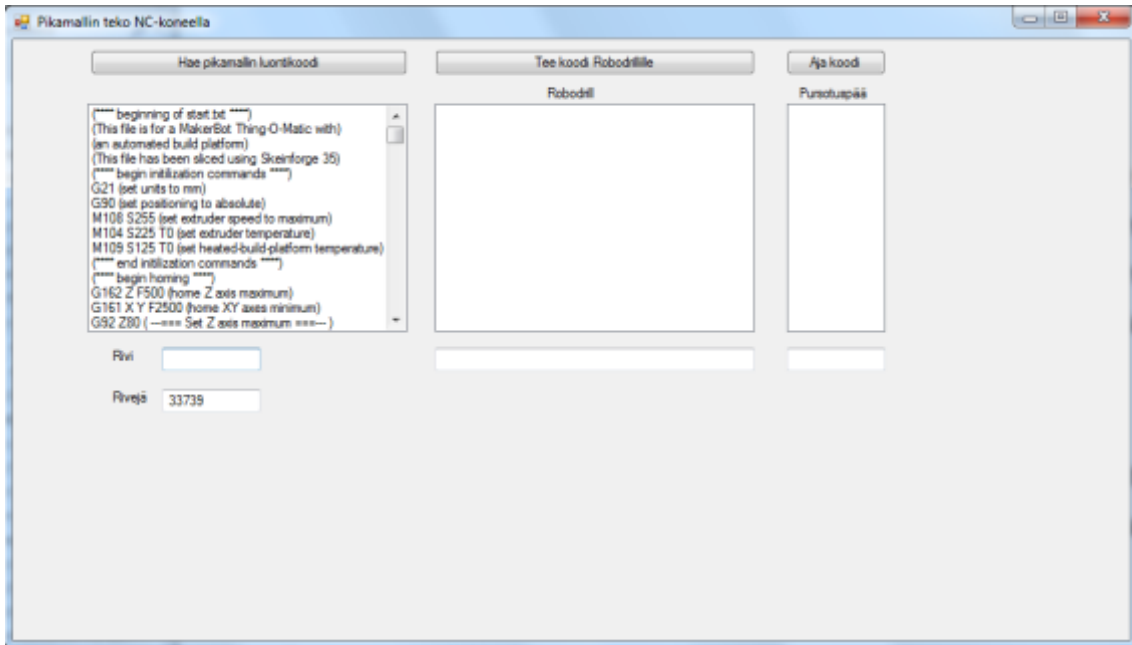 Pikamallin teko NC-koneella
Hae pikamallin luontikoodi
Tee koodi Robodrillille
Aja koodi
Robodrill
Pursotuspää
(**** beginning of start.txt ****)
(This file is for a MakerBot Thing-O-Matic with)
(an automated build platform)
(This file has been sliced using Skeinforge 35)
(**** begin initilization commands ****)
G21 (set units to mm)
G90 (set positioning to absolute)
M108 S255 (set extruder speed to maximum)
M104 S225 T0 (set extruder temperature)
M109 S125 T0 (set heated-build-platform temperature)
(**** end initilization commands ****)
(**** begin homing ****)
G162 Z F500 (home Z axis maximum)
G161 X Y F2500 (home XY axes minimum)
G92 Z80 ( ---=== Set Z axis maximum ===--- )
Rivi
Rivejä 33739